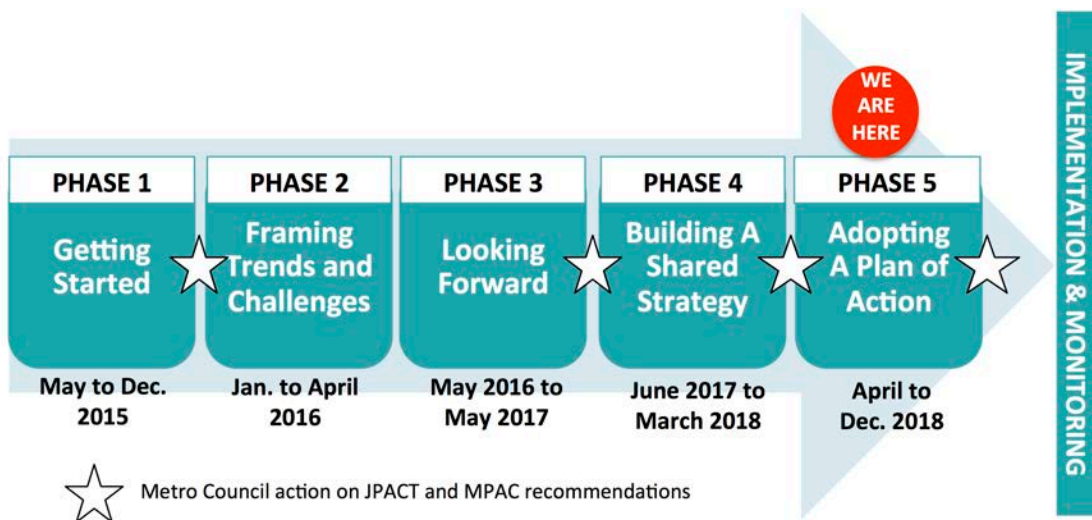 WE
ARE
HERE
PHASE 1
Getting
Started
May to Dec.
2015
PHASE 2
Framing
Trends and
Challenges
Jan. to April
2016
PHASE 3
Looking
Forward
May 2016 to
May 2017
PHASE 4
Building A
Shared
Strategy
June 2017 to
March 2018
PHASE 5
Adopting
A Plan of
Action
April to
Dec. 2018
IMPLEMENTATION & MONITORING
Metro Council action on JPACT and MPAC recommendations